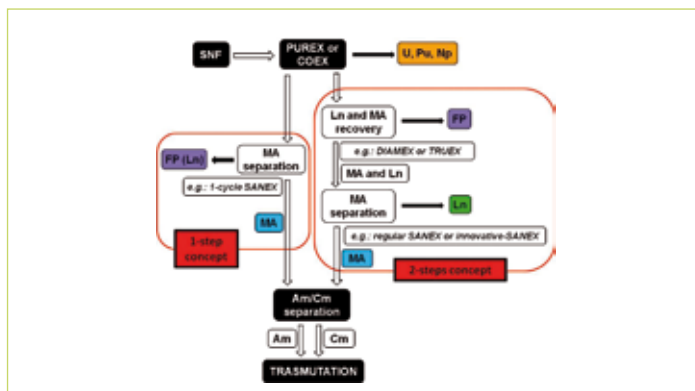 SNF
PUREX or
COEX
U, Pu, Np
Ln and MA
recovery
FP
e.g.: DIAMEX or TRUEX
MA and Ln
FP (Ln)
MA
separation
e.g.: 1-cycle SANEX
MA
separation
Ln
e.g.: regular SANEX or innovative-SANEX
MA
1-step
concept
MA
2-steps concept
Am/Cm
separation
Am
Cm
TRASMUTATION